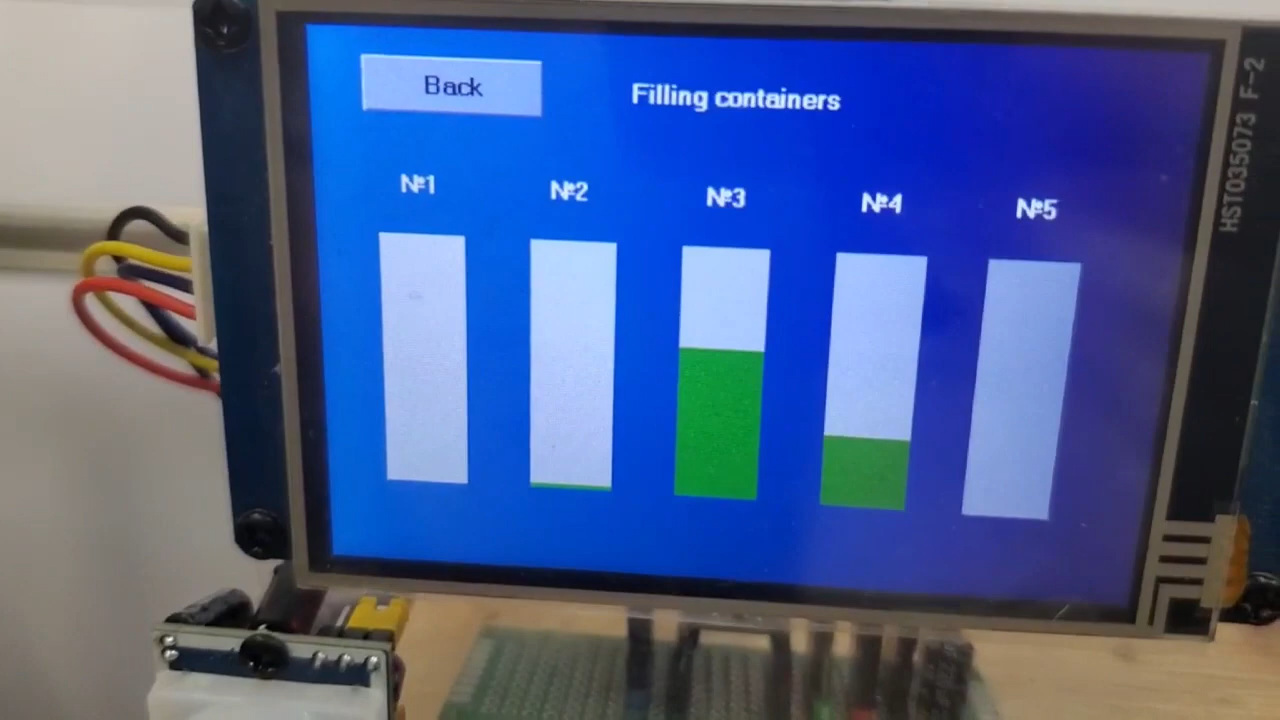 Back
Filling containers
№1 №2 №3 №4 №5
HST035073 F-2